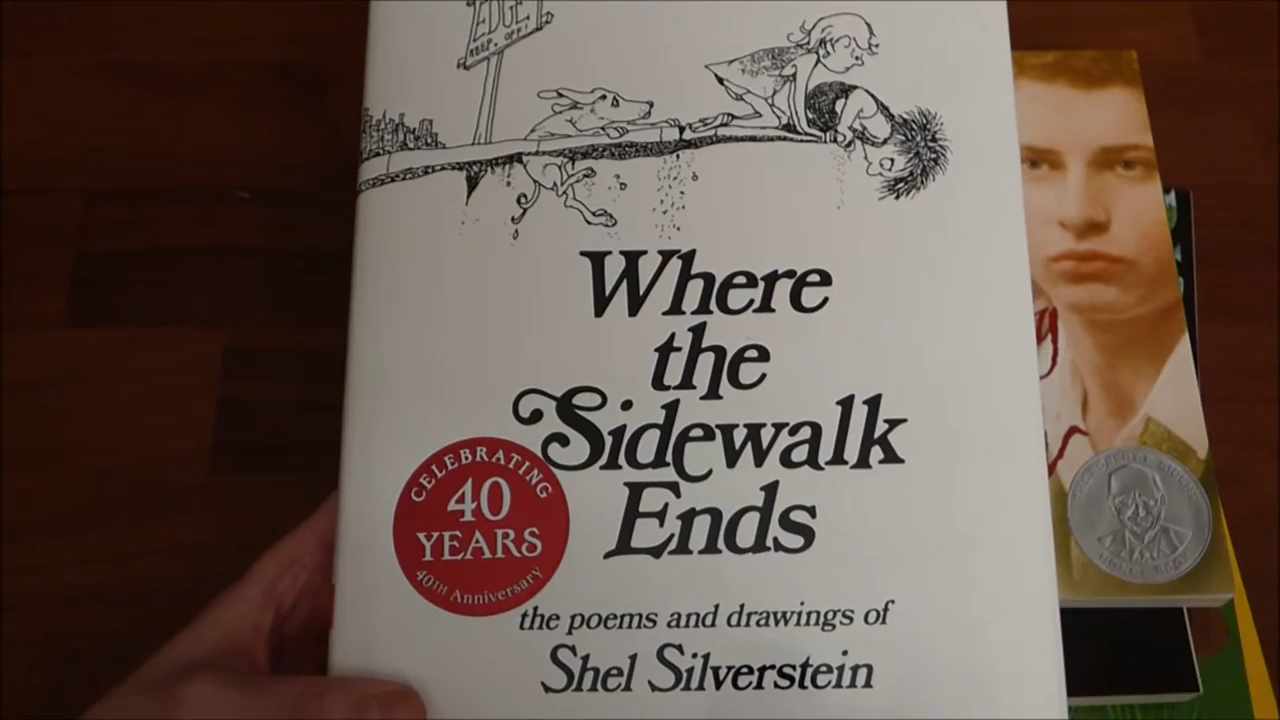 EDGE
KEEP OFF!
Where
the
Sidewalk
Ends
CELEBRATING
40
YEARS
40TH Anniversary
the poems and drawings of
Shel Silverstein